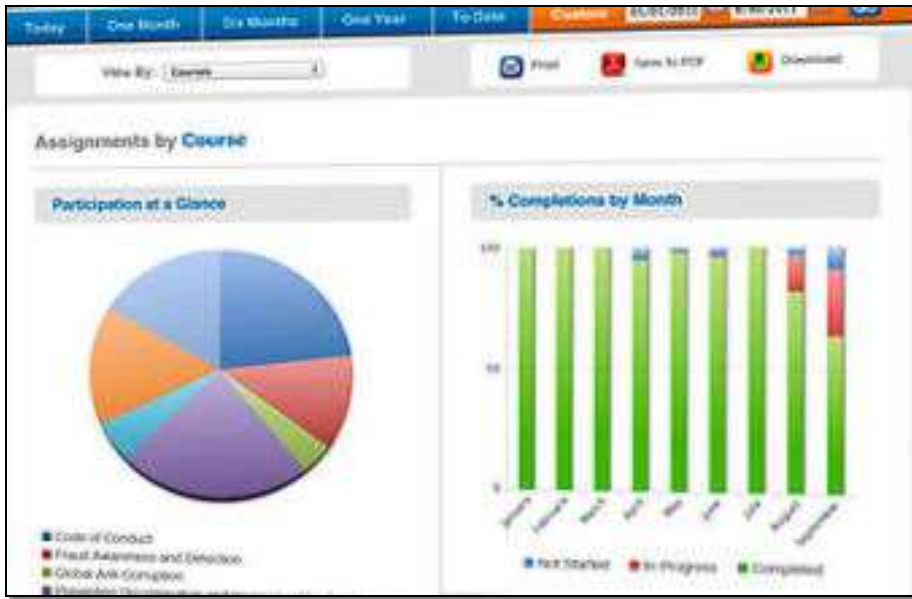 Today One Month Six Months One Year To Date Custom
View By: Course Print Save to PDF Download
Assignments by Course
Participation at a Glance
% Completions by Month
100
50
0
January February March April May June July August September
Code of Conduct
Fraud Awareness and Detection
Global Anti-Corruption
Not Started In Progress Completed